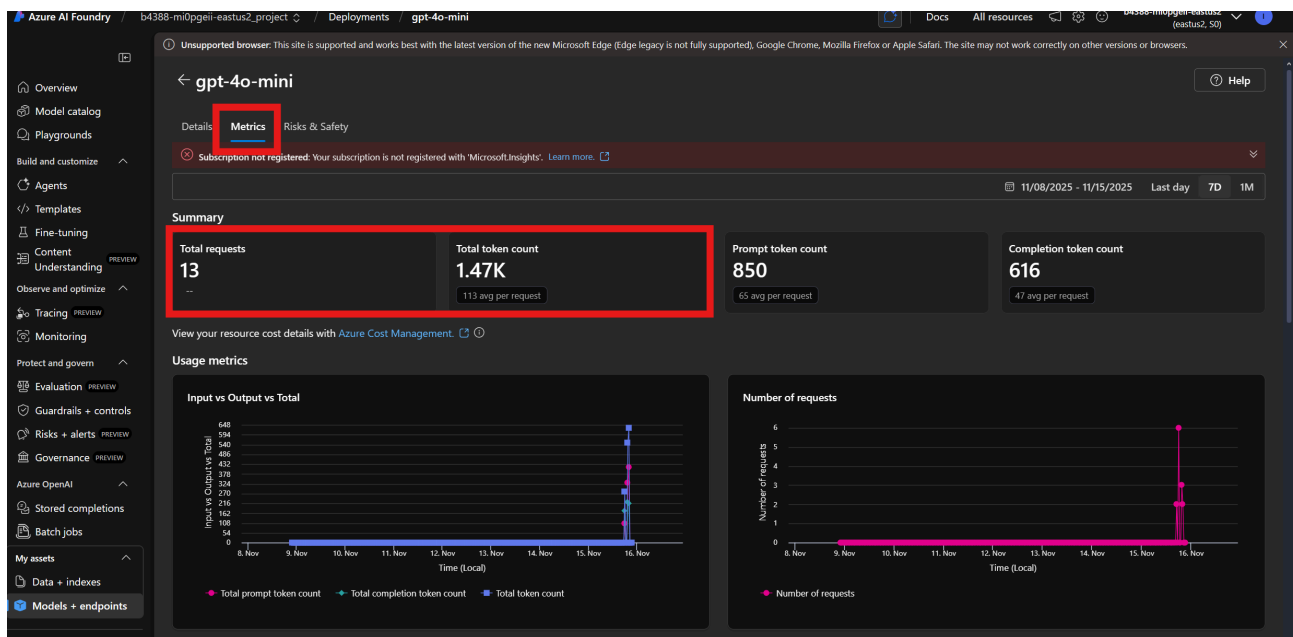 Azure AI Foundry / b4388-mi0pgeii-eastus2_project / Deployments / gpt-4o-mini
Docs All resources b4388-mi0pgeii-eastus2
(eastus2, S0)
Unsupported browser: This site is supported and works best with the latest version of the new Microsoft Edge (Edge legacy is not fully supported), Google Chrome, Mozilla Firefox or Apple Safari. The site may not work correctly on other versions or browsers.
Overview
Model catalog
Playgrounds
Build and customize
Agents
Templates
Fine-tuning
Content
Understanding PREVIEW
Observe and optimize
Tracing PREVIEW
Monitoring
Protect and govern
Evaluation PREVIEW
Guardrails + controls
Risks + alerts PREVIEW
Governance PREVIEW
Azure OpenAI
Stored completions
Batch jobs
My assets
Data + indexes
Models + endpoints
gpt-4o-mini
Help
Details Metrics Risks & Safety
Subscription not registered: Your subscription is not registered with 'Microsoft.Insights'. Learn more.
11/08/2025 - 11/15/2025 Last day 7D 1M
Summary
Total requests
13
--
Total token count
1.47K
113 avg per request
Prompt token count
850
65 avg per request
Completion token count
616
47 avg per request
View your resource cost details with Azure Cost Management.
Usage metrics
Input vs Output vs Total
Input vs Output vs Total
648
594
540
486
432
378
324
270
216
162
108
54
0
8. Nov 9. Nov 10. Nov 11. Nov 12. Nov 13. Nov 14. Nov 15. Nov 16. Nov
Time (Local)
Total prompt token count Total completion token count Total token count
Number of requests
Number of requests
6
5
4
3
2
1
0
8. Nov 9. Nov 10. Nov 11. Nov 12. Nov 13. Nov 14. Nov 15. Nov 16. Nov
Time (Local)
Number of requests